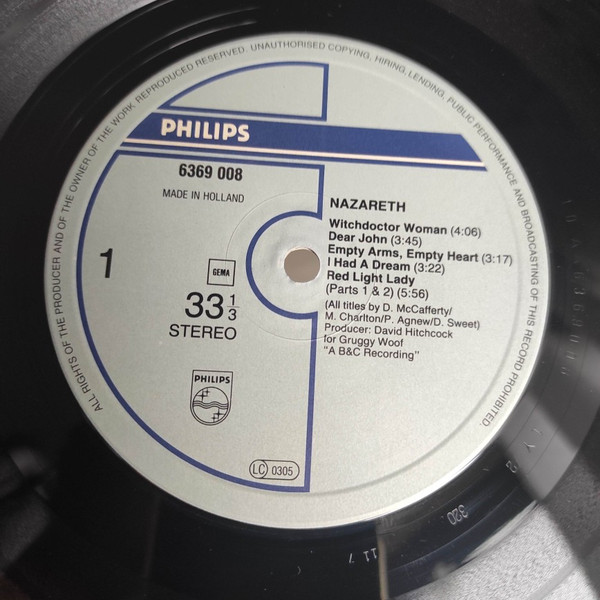 ALL RIGHTS OF THE PRODUCER AND OF THE OWNER OF THE WORK REPRODUCED RESERVED. UNAUTHORISED COPYING, HIRING, LENDING, PUBLIC PERFORMANCE AND BROADCASTING OF THIS RECORD PROHIBITED.
PHILIPS
6369 008
MADE IN HOLLAND
1
GEMA
33 1/3
STEREO
PHILIPS
LC 0305
NAZARETH
Witchdoctor Woman (4:06)
Dear John (3:45)
Empty Arms, Empty Heart (3:17)
I Had A Dream (3:22)
Red Light Lady
(Parts 1 & 2) (5:56)
(All titles by D. McCafferty/
M. Charlton/P. Agnew/D. Sweet)
Producer: David Hitchcock
for Gruggy Woof
"A B&C Recording"
320